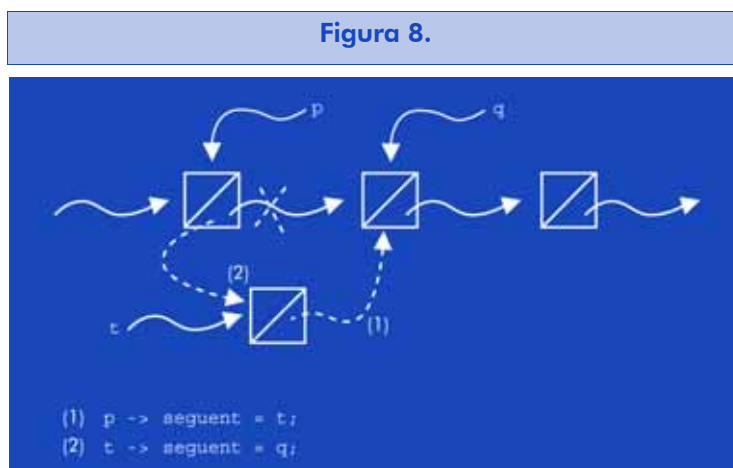 Figura 8.
p
q
(2)
t
(1)
(1) p -> seguent = t;
(2) t -> seguent = q;